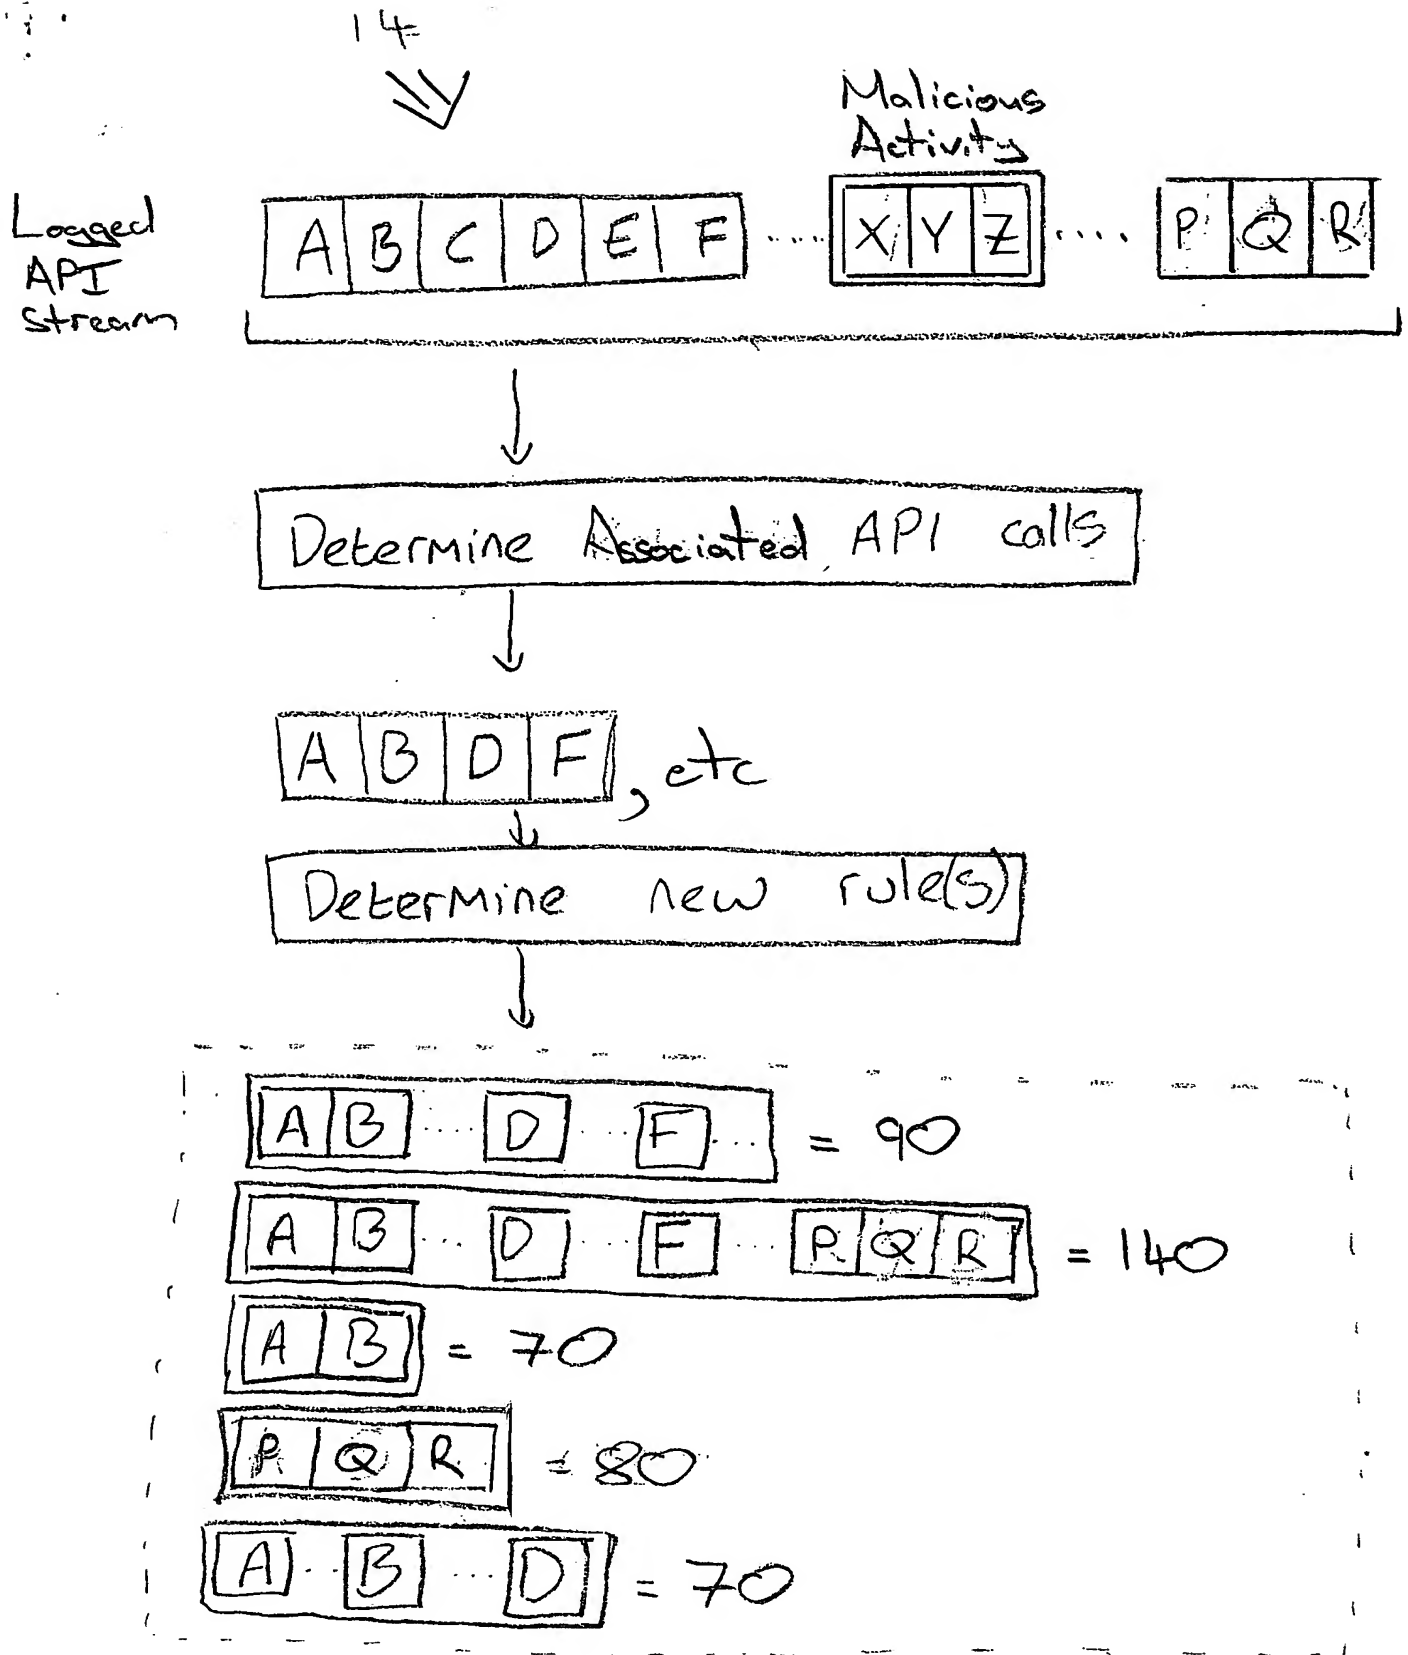 14
Malicious
Activity
Logged
API
stream
A B C D E F .... X Y Z .... P Q R
Determine Associated API calls
A B D F , etc
Determine new rule(s)
A B .... D ... F ... = 90
A B ... D ... F ... P Q R = 140
A B = 70
P Q R = 80
A ... B ... D = 70